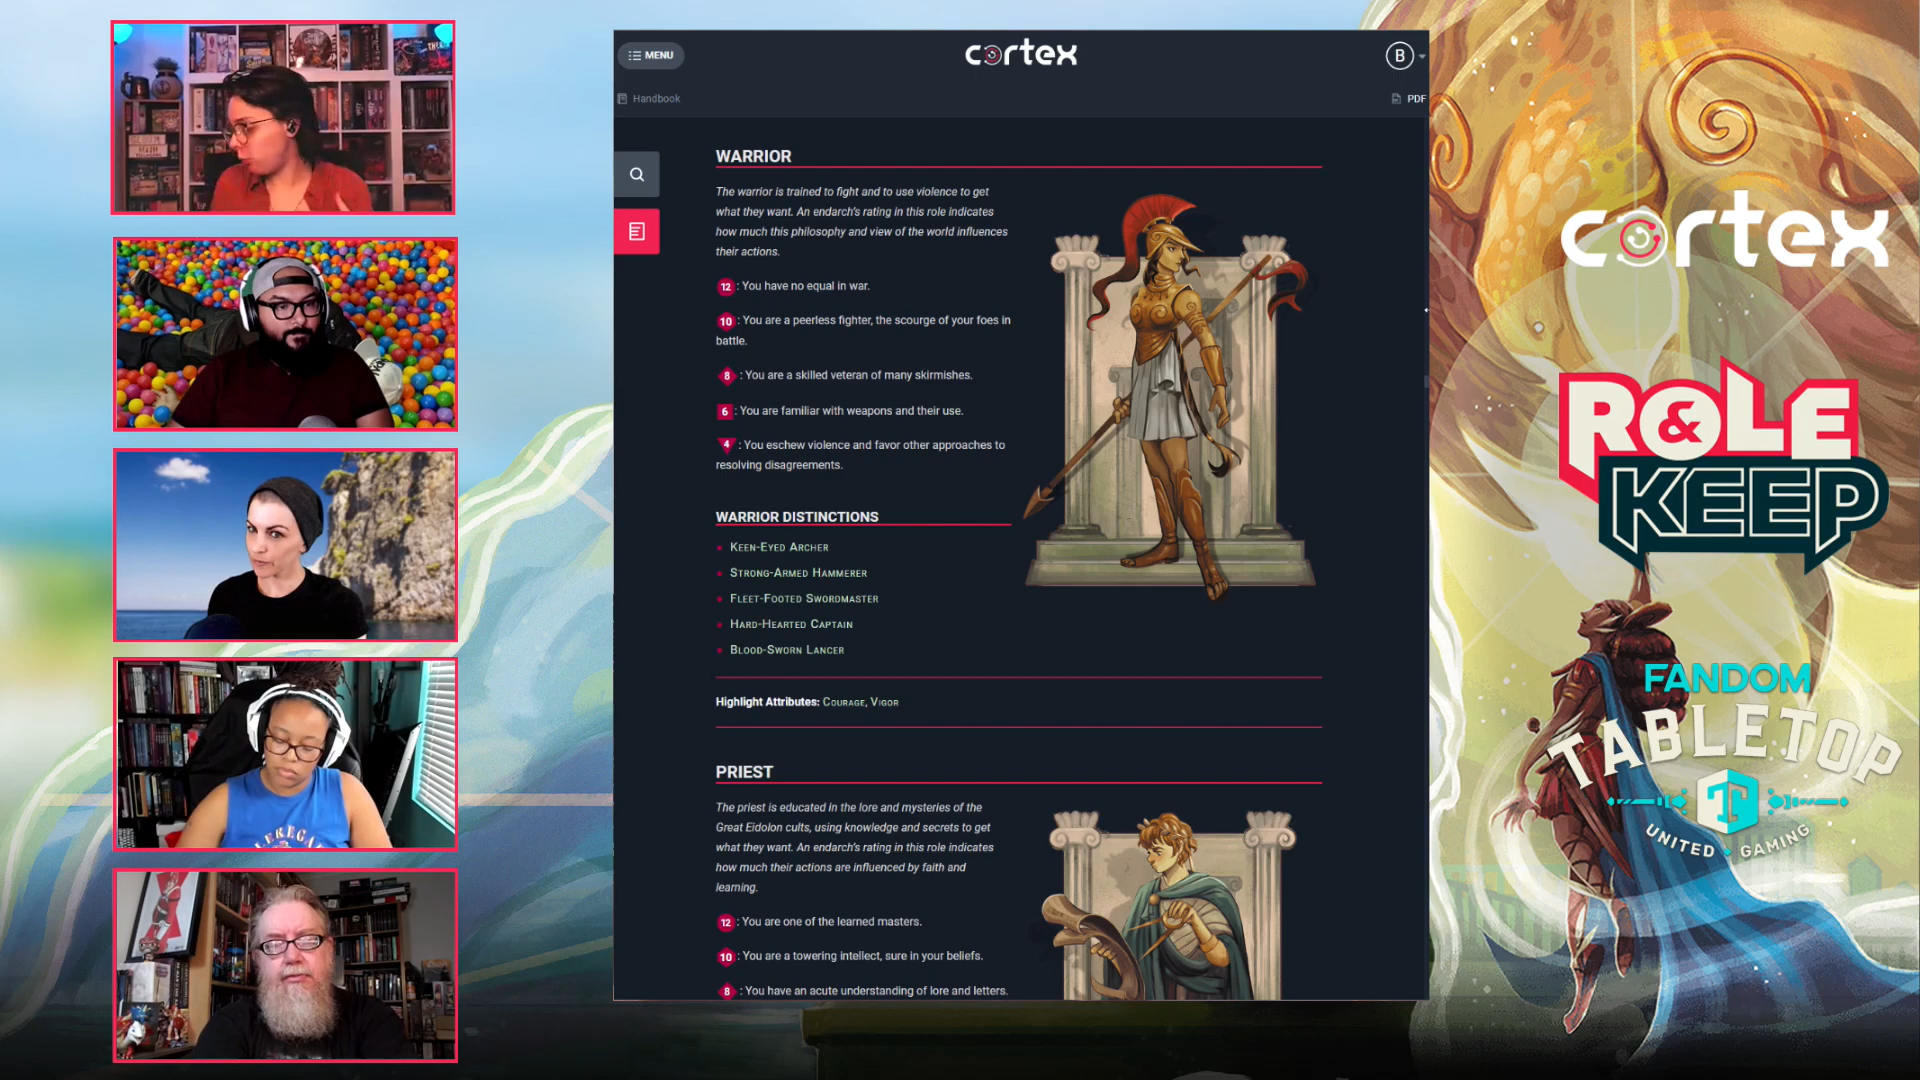 MENU
cortex
B
Handbook
PDF
WARRIOR
The warrior is trained to fight and to use violence to get
what they want. An endarch's rating in this role indicates
how much this philosophy and view of the world influences
their actions.
12 : You have no equal in war.
10 : You are a peerless fighter, the scourge of your foes in
battle.
8 : You are a skilled veteran of many skirmishes.
6 : You are familiar with weapons and their use.
4 : You eschew violence and favor other approaches to
resolving disagreements.
WARRIOR DISTINCTIONS
KEEN-EYED ARCHER
STRONG-ARMED HAMMERER
FLEET-FOOTED SWORDMASTER
HARD-HEARTED CAPTAIN
BLOOD-SWORN LANCER
Highlight Attributes: COURAGE, VIGOR
PRIEST
The priest is educated in the lore and mysteries of the
Great Eidolon cults, using knowledge and secrets to get
what they want. An endarch's rating in this role indicates
how much their actions are influenced by faith and
learning.
12 : You are one of the learned masters.
10 : You are a towering intellect, sure in your beliefs.
8 : You have an acute understanding of lore and letters.
cortex
ROLE
&
KEEP
FANDOM
TABLETOP
UNITED GAMING